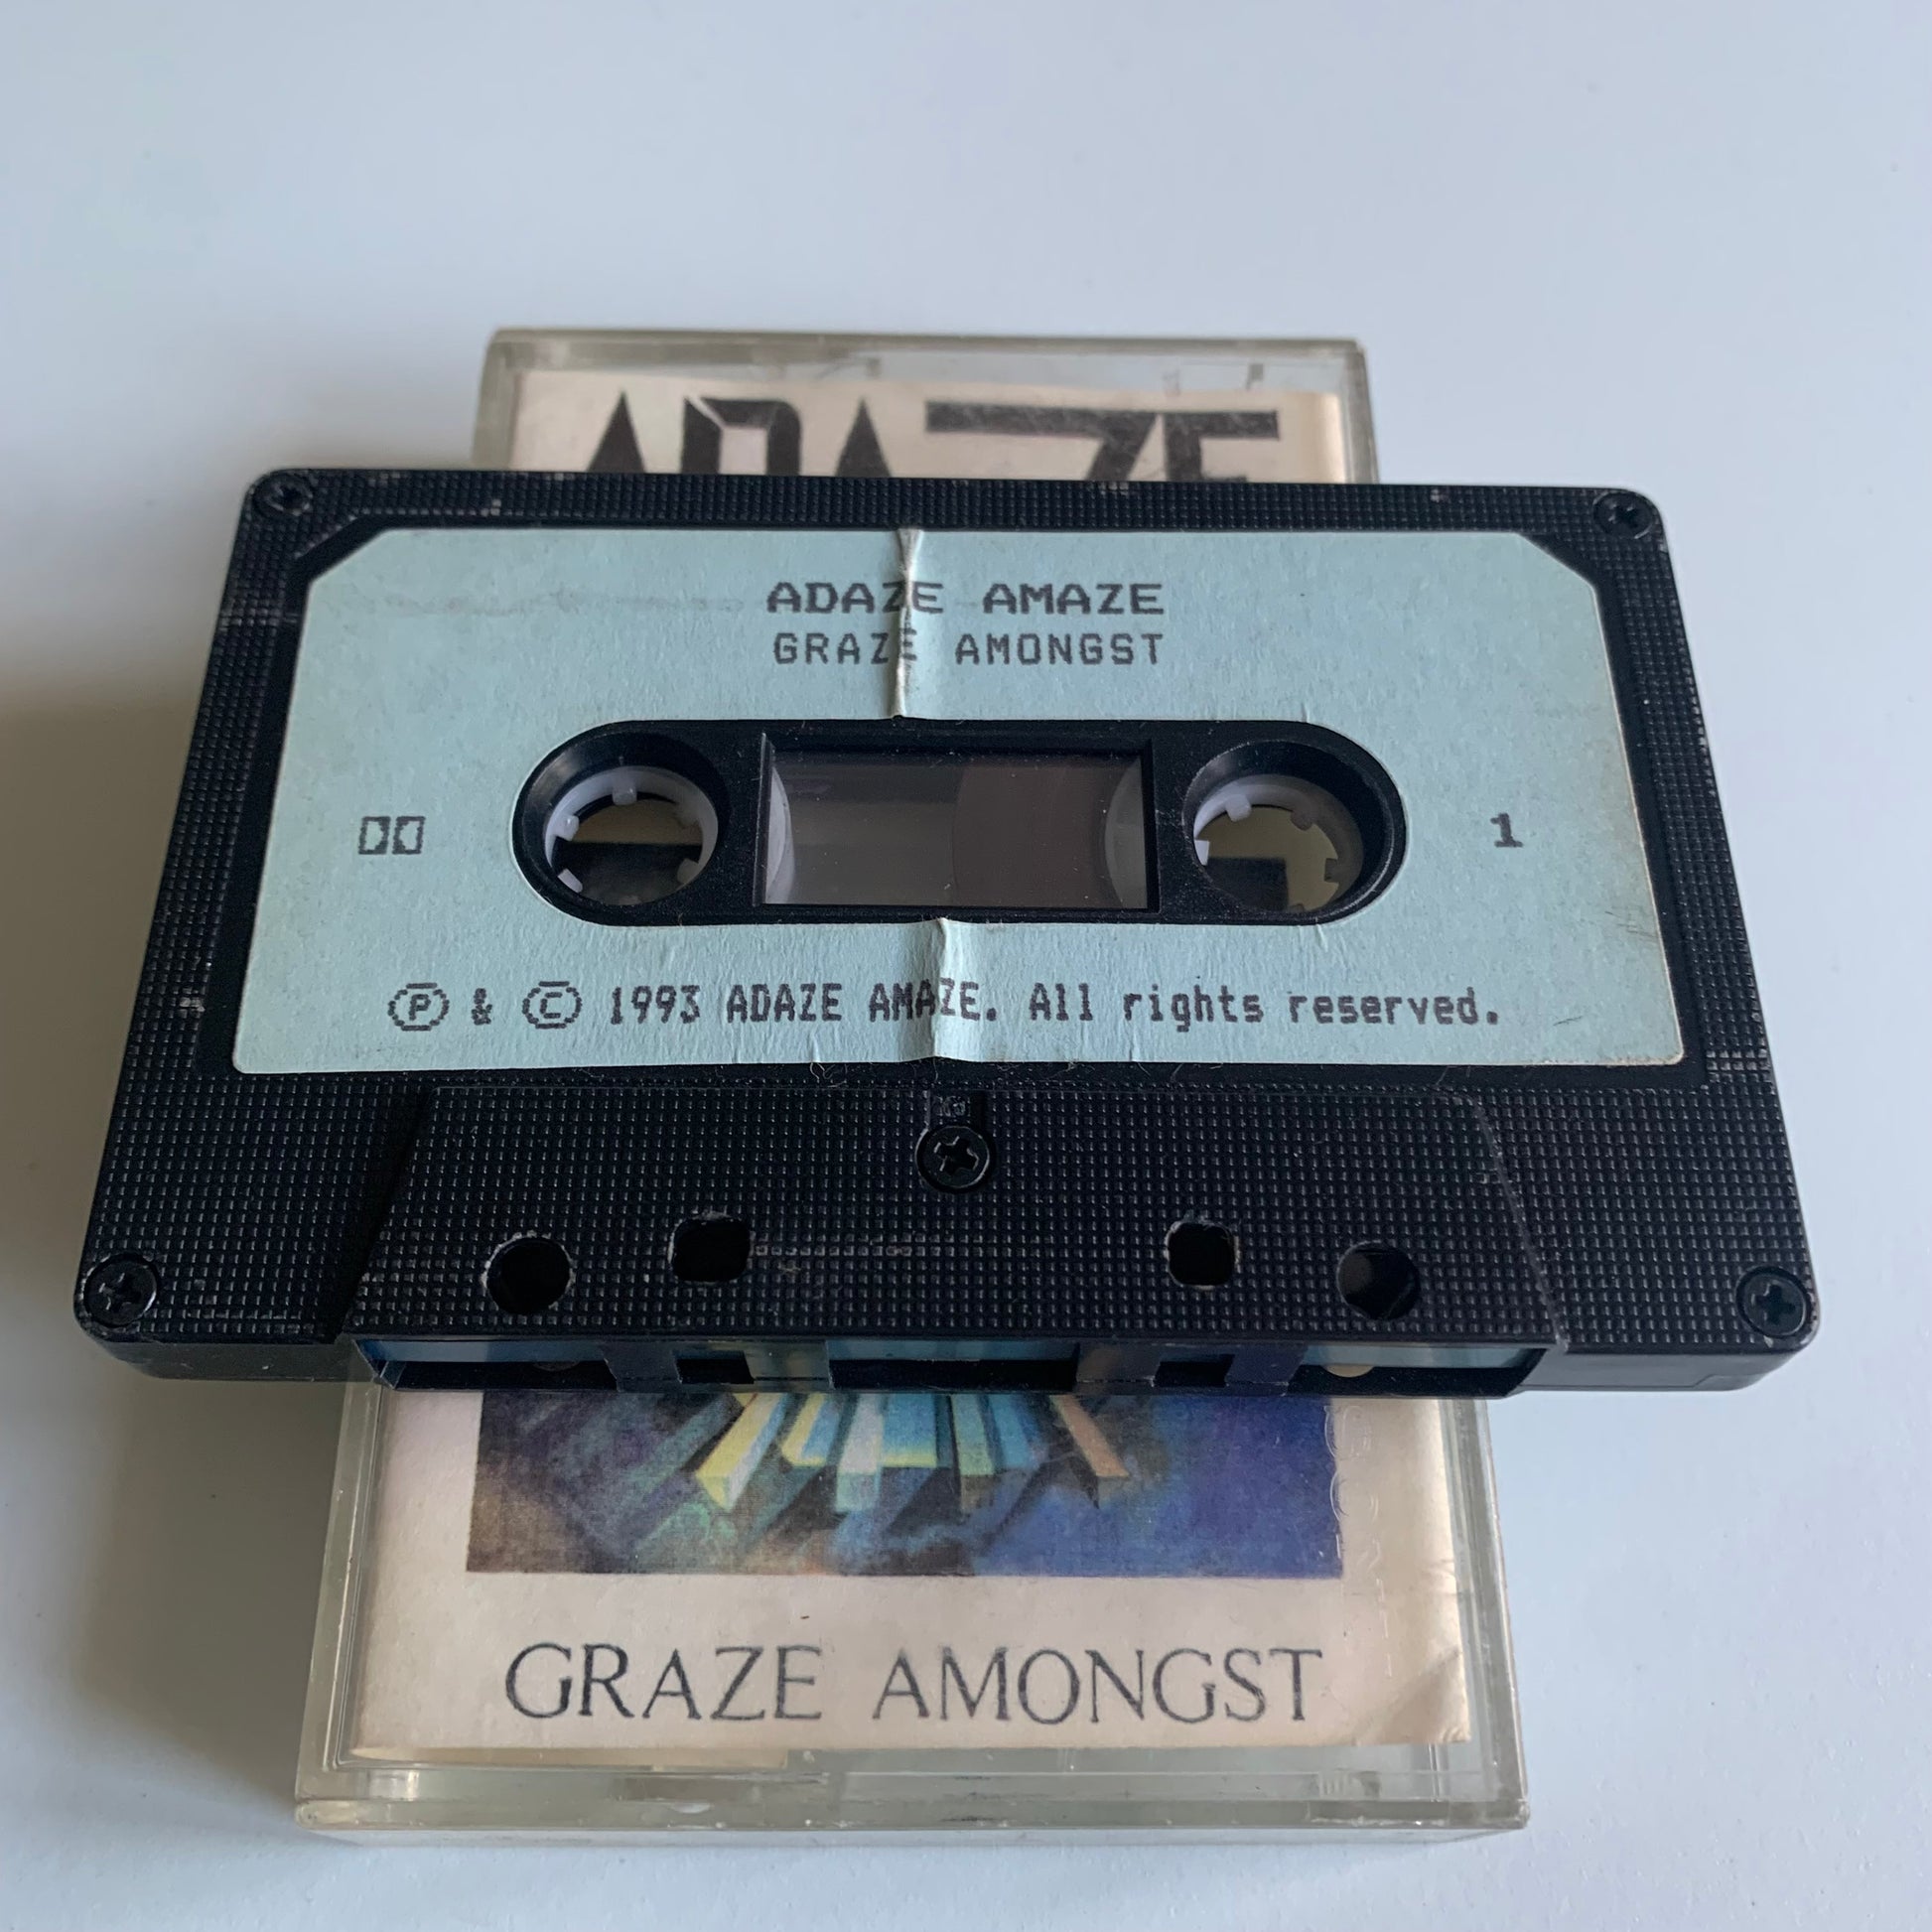 ADAZE
ADAZE AMAZE
GRAZE AMONGST
1
Ⓟ & © 1993 ADAZE AMAZE. All rights reserved.
GRAZE AMONGST